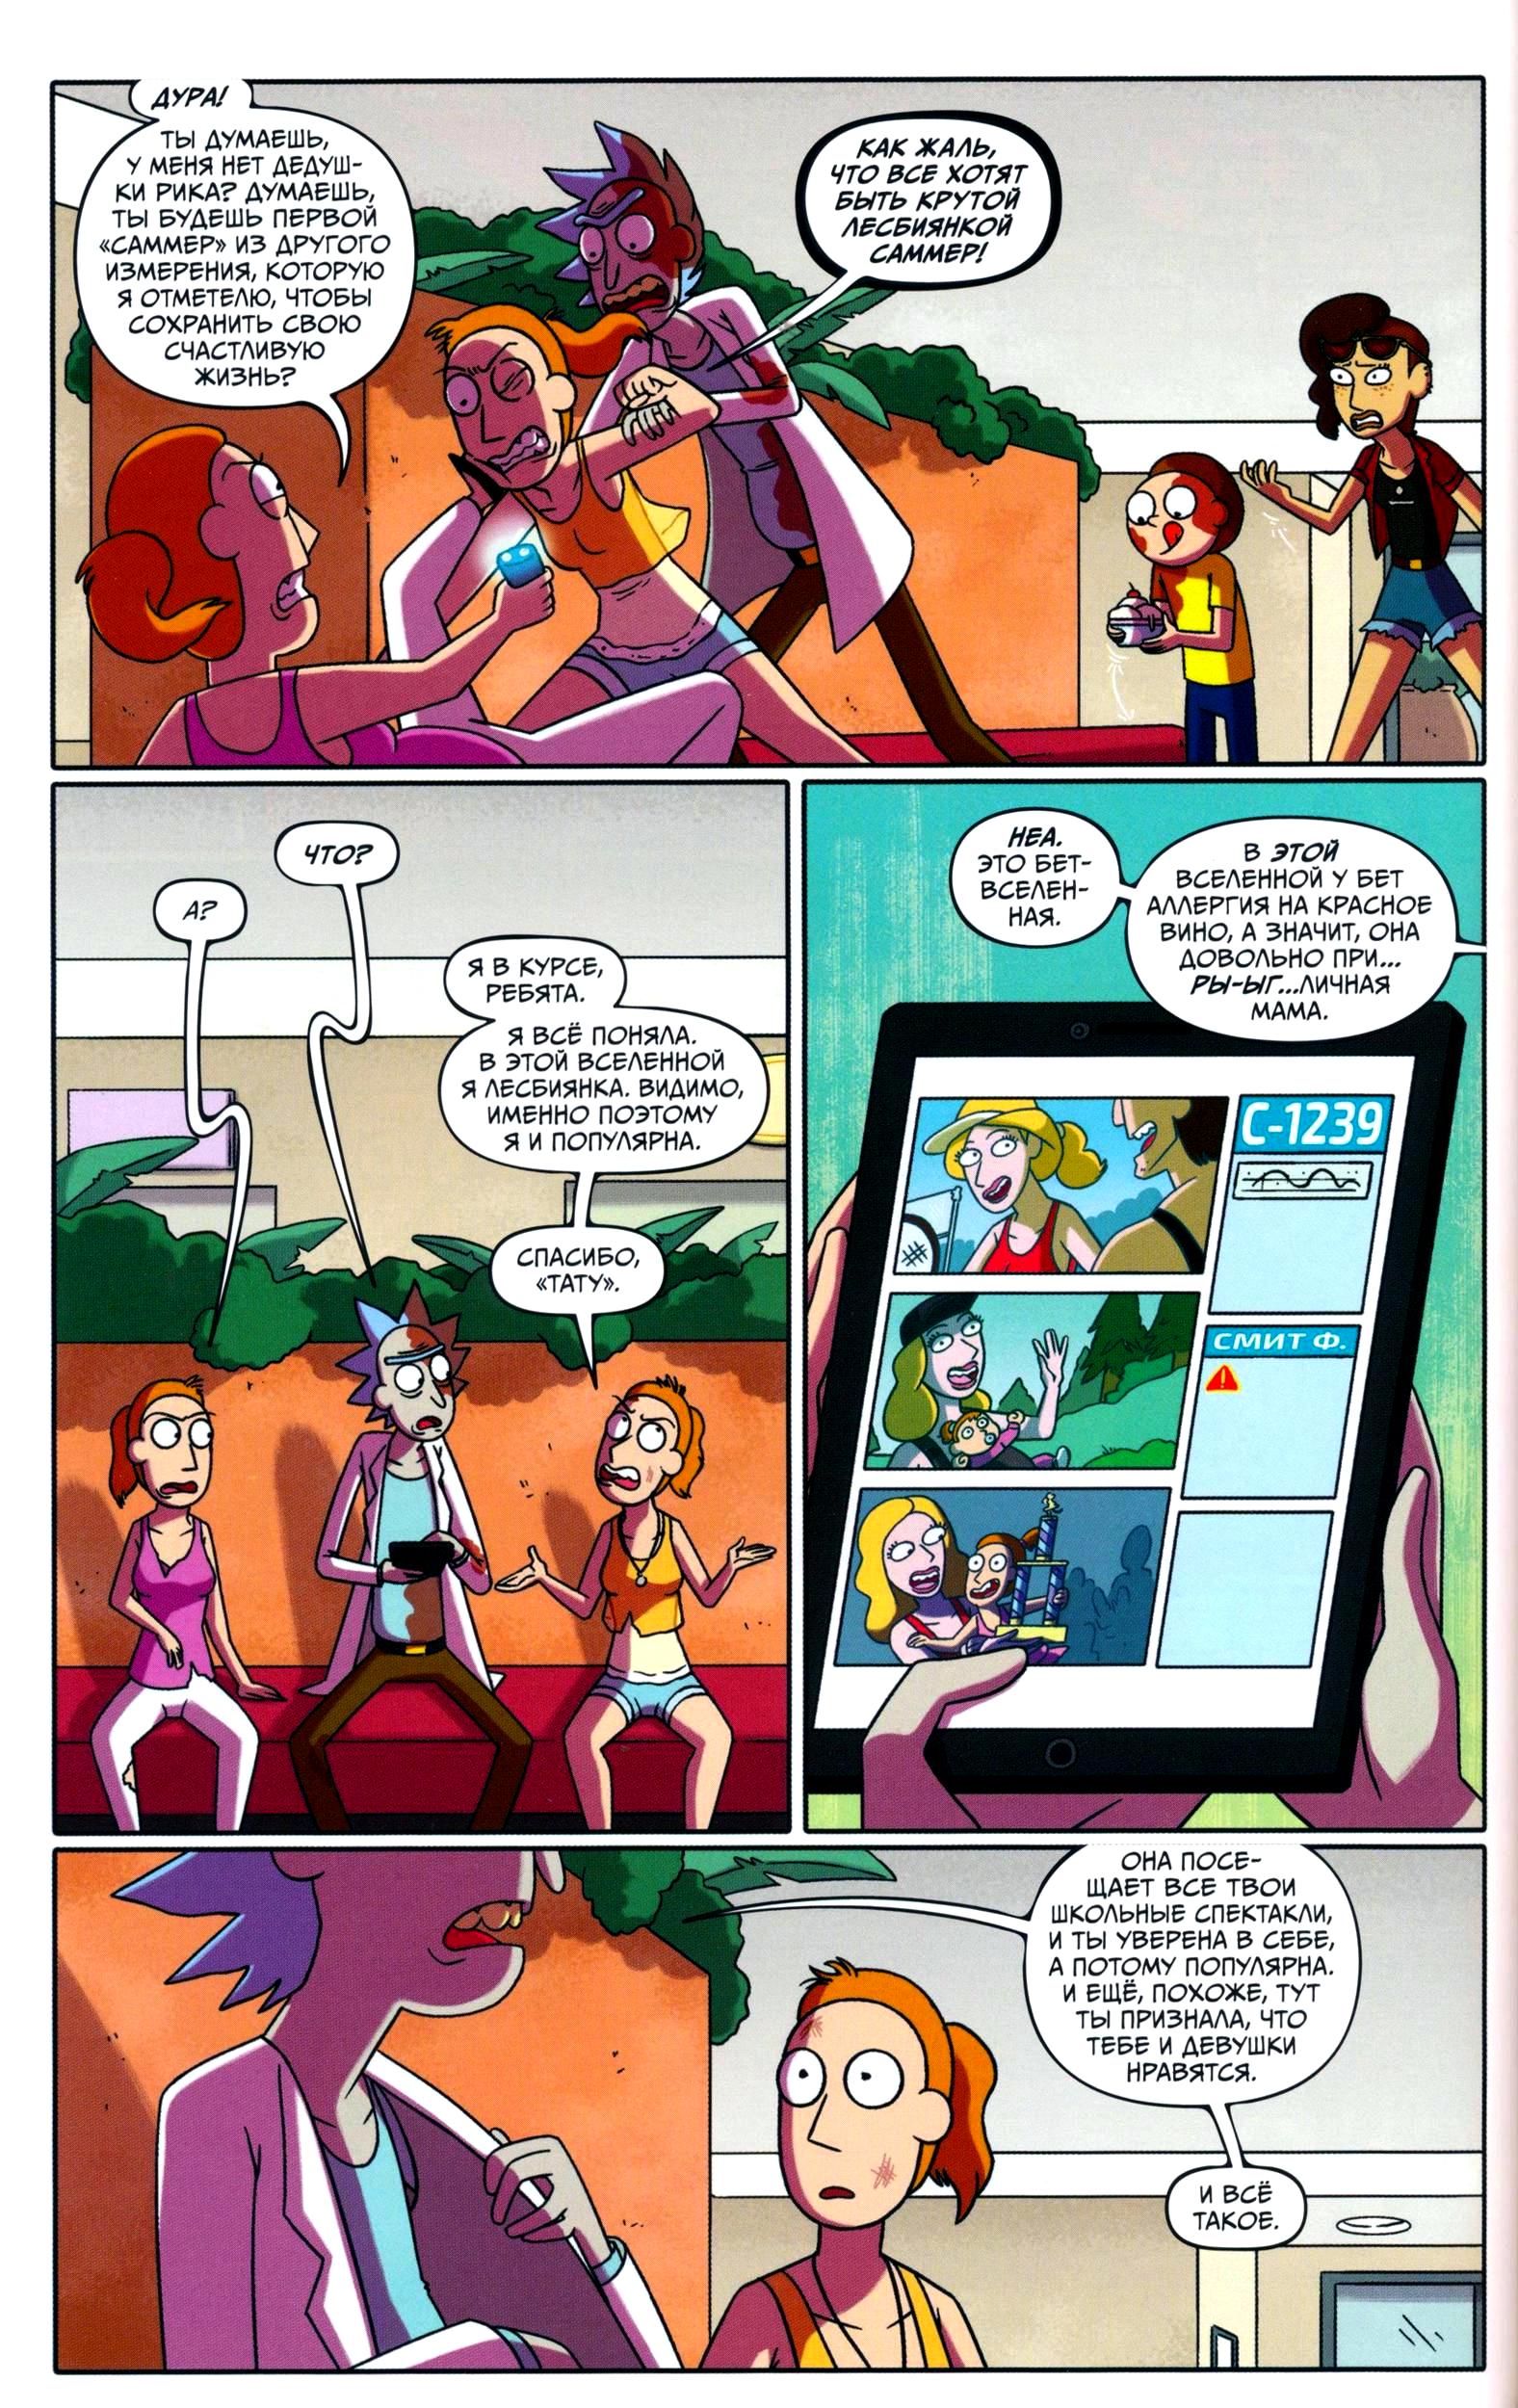 ДУРА!
ТЫ ДУМАЕШЬ,
У МЕНЯ НЕТ ДЕДУШ-
КИ РИКА? ДУМАЕШЬ,
ТЫ БУДЕШЬ ПЕРВОЙ
«САММЕР» ИЗ ДРУГОГО
ИЗМЕРЕНИЯ, КОТОРУЮ
Я ОТМЕТЕЛЮ, ЧТОБЫ
СОХРАНИТЬ СВОЮ
СЧАСТЛИВУЮ
ЖИЗНЬ?
КАК ЖАЛЬ,
ЧТО ВСЕ ХОТЯТ
БЫТЬ КРУТОЙ
ЛЕСБИЯНКОЙ
САММЕР!
ЧТО?
А?
Я В КУРСЕ,
РЕБЯТА.
Я ВСЁ ПОНЯЛА.
В ЭТОЙ ВСЕЛЕННОЙ
Я ЛЕСБИЯНКА. ВИДИМО,
ИМЕННО ПОЭТОМУ
Я И ПОПУЛЯРНА.
СПАСИБО,
«ТАТУ».
НЕА.
ЭТО БЕТ-
ВСЕЛЕН-
НАЯ.
В ЭТОЙ
ВСЕЛЕННОЙ У БЕТ
АЛЛЕРГИЯ НА КРАСНОЕ
ВИНО, А ЗНАЧИТ, ОНА
ДОВОЛЬНО ПРИ...
РЫ-ЫГ...ЛИЧНАЯ
МАМА.
C-1239
СМИТ Ф.
ОНА ПОСЕ-
ЩАЕТ ВСЕ ТВОИ
ШКОЛЬНЫЕ СПЕКТАКЛИ,
И ТЫ УВЕРЕНА В СЕБЕ,
А ПОТОМУ ПОПУЛЯРНА.
И ЕЩЁ, ПОХОЖЕ, ТУТ
ТЫ ПРИЗНАЛА, ЧТО
ТЕБЕ И ДЕВУШКИ
НРАВЯТСЯ.
И ВСЁ
ТАКОЕ.